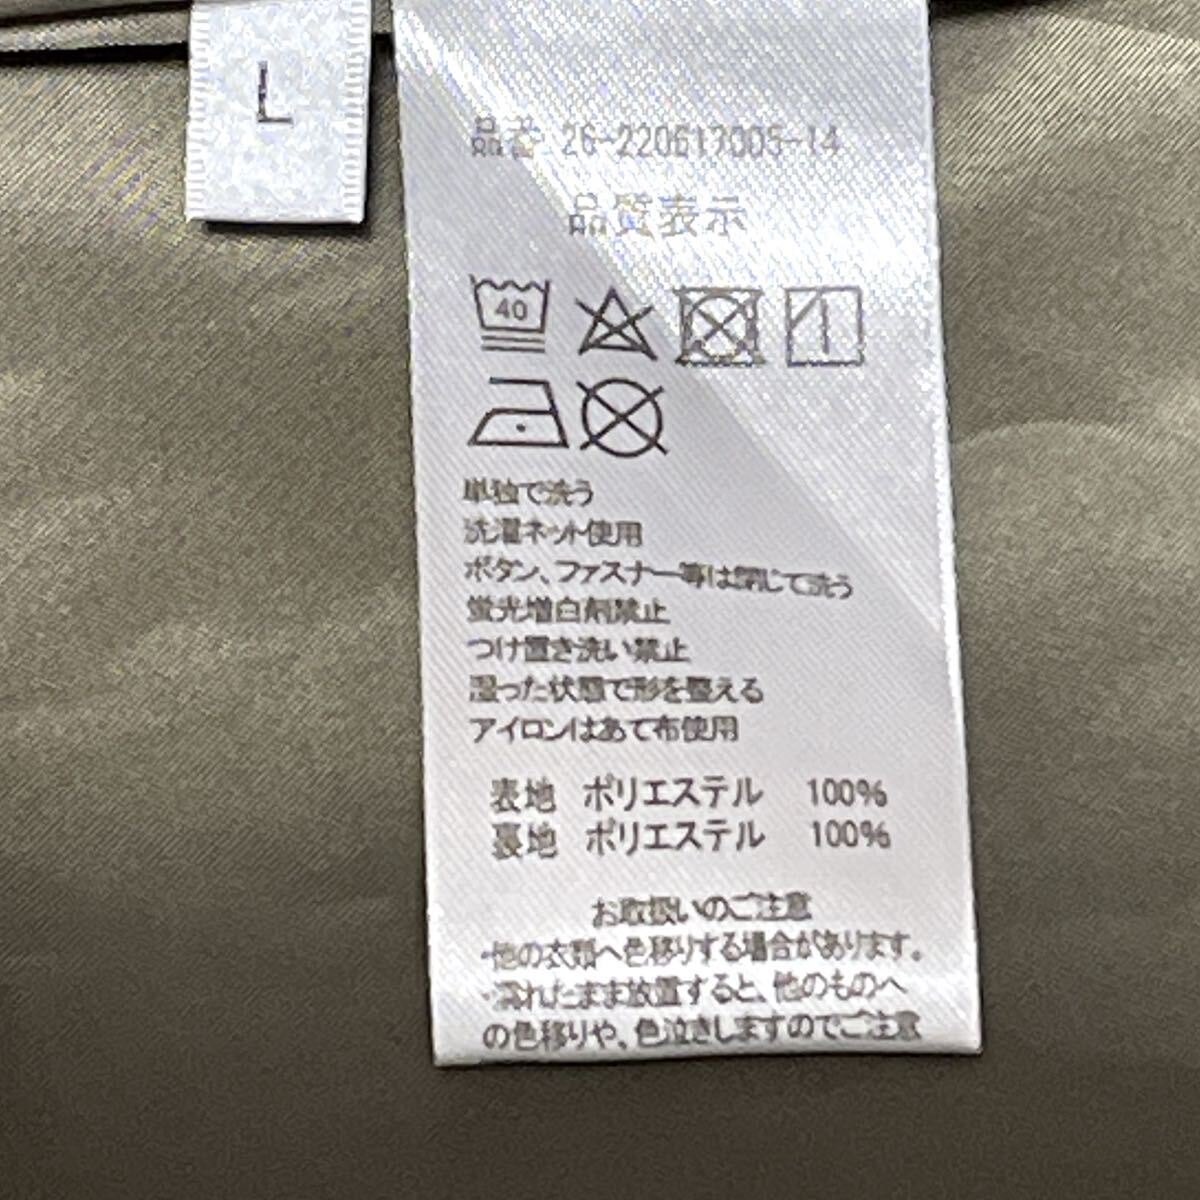 L
品番 26-220617005-14
品質表示
40
単独で洗う
洗濯ネット使用
ボタン、ファスナー等は閉じて洗う
蛍光増白剤禁止
つけ置き洗い禁止
湿った状態で形を整える
アイロンはあて布使用
表地 ポリエステル 100%
裏地 ポリエステル 100%
お取扱いのご注意
・他の衣類へ色移りする場合があります。
・濡れたまま放置すると、他のものへ
の色移りや、色泣きしますのでご注意